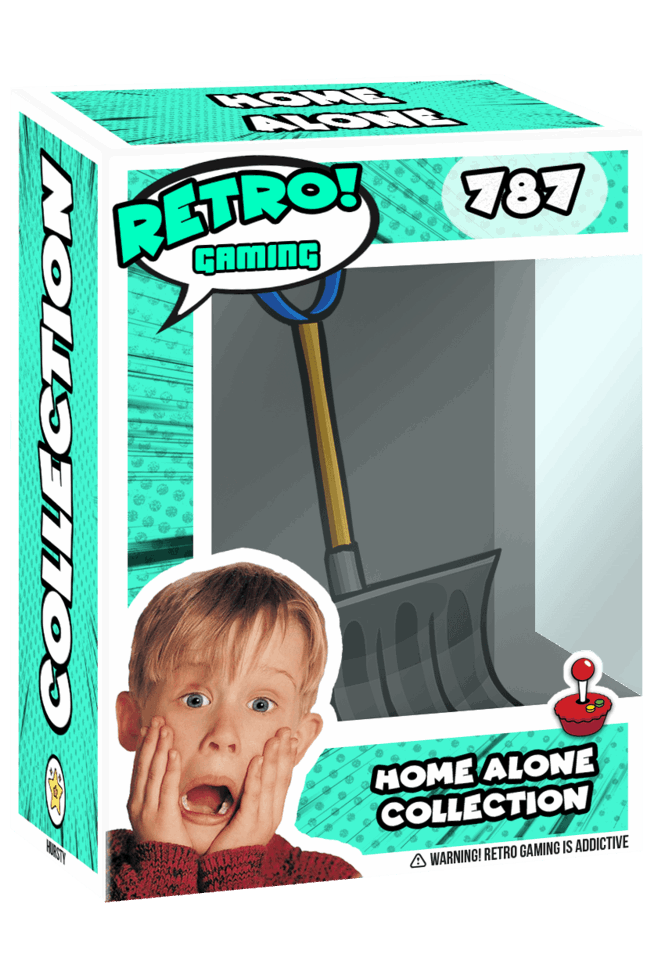 HOME
ALONE
RETRO!
GAMING
787
COLLECTION
HOME ALONE
COLLECTION
WARNING! RETRO GAMING IS ADDICTIVE
HURSTY